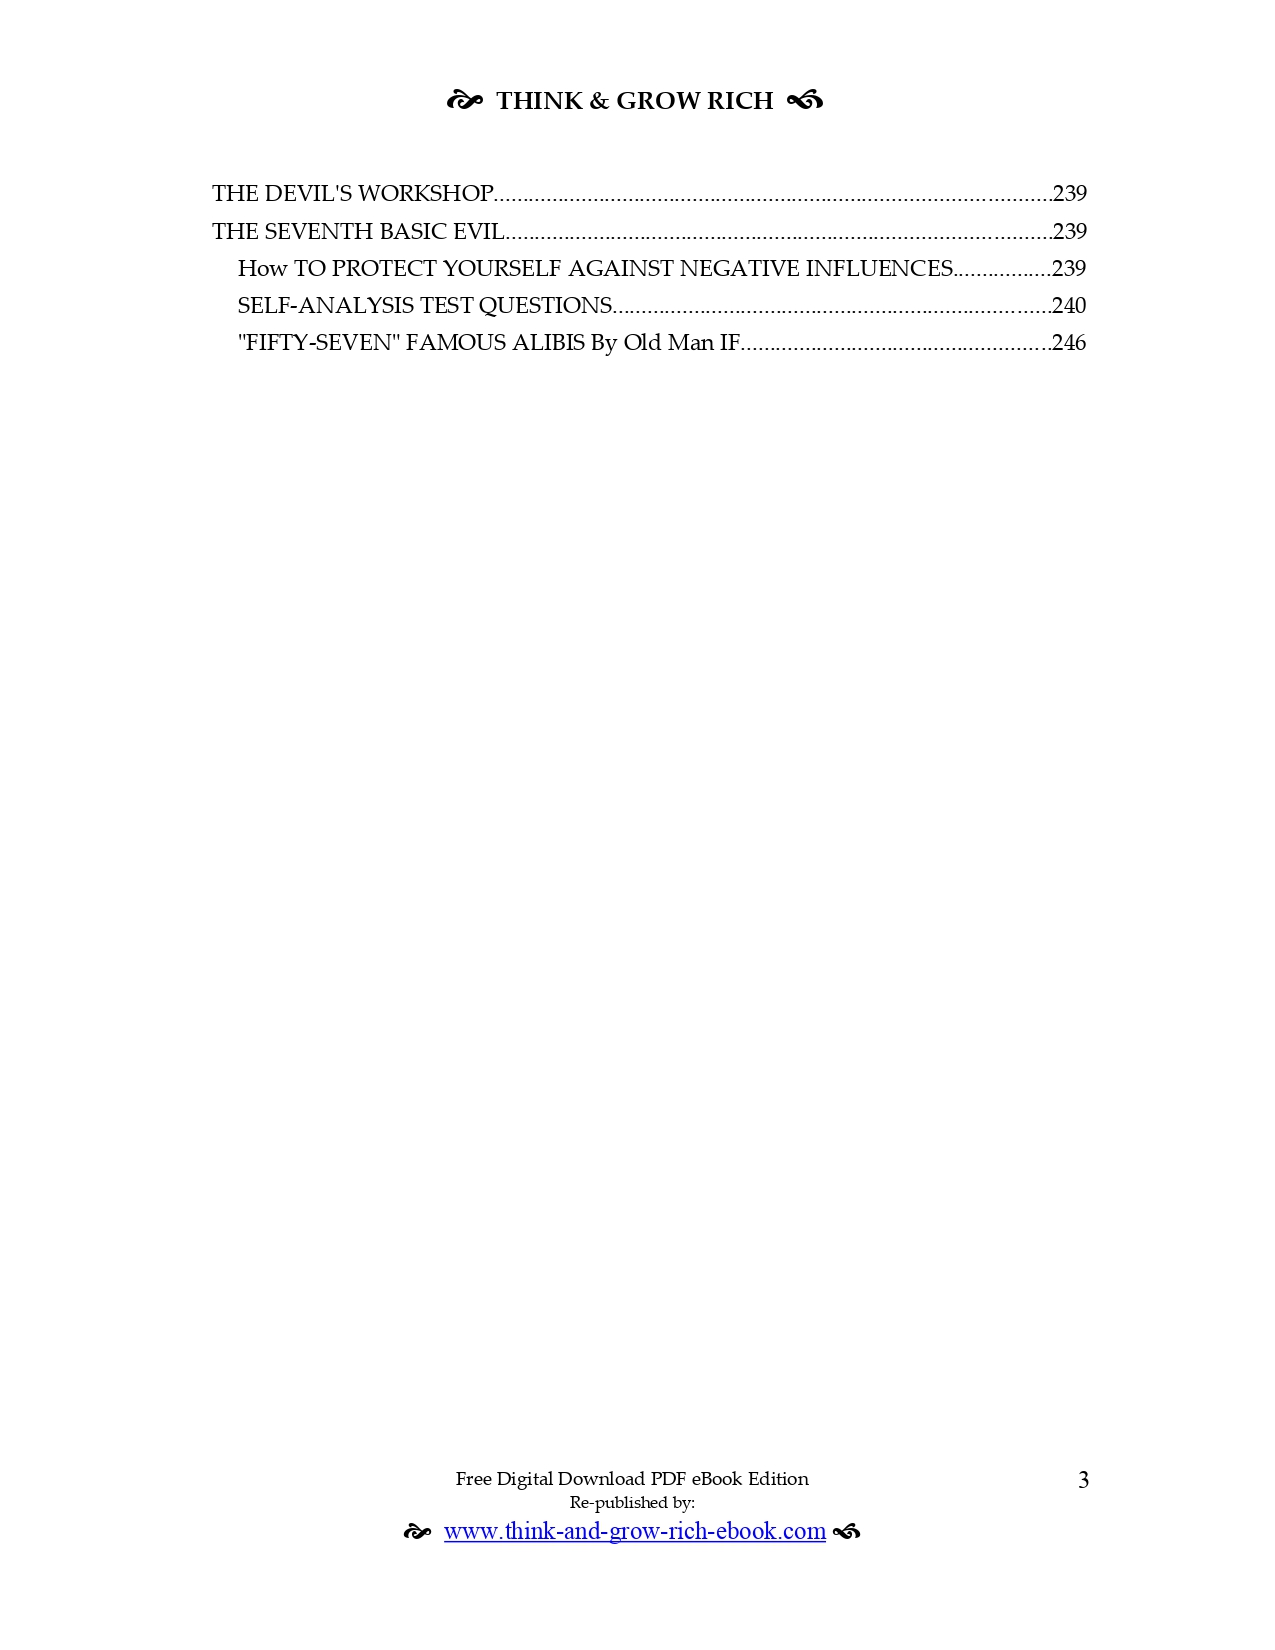 THINK & GROW RICH
THE DEVIL'S WORKSHOP................................................................................................239
THE SEVENTH BASIC EVIL..............................................................................................239
How TO PROTECT YOURSELF AGAINST NEGATIVE INFLUENCES.................239
SELF-ANALYSIS TEST QUESTIONS...........................................................................240
"FIFTY-SEVEN" FAMOUS ALIBIS By Old Man IF.....................................................246
Free Digital Download PDF eBook Edition
3
Re-published by:
www.think-and-grow-rich-ebook.com